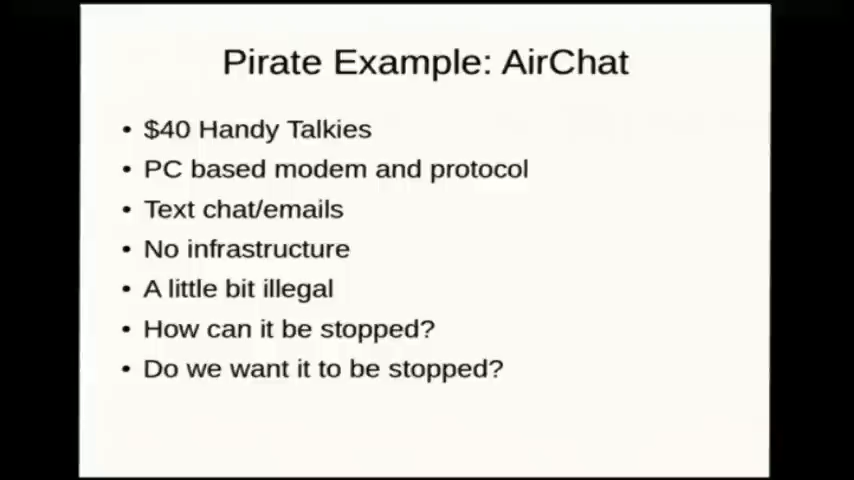 Pirate Example: AirChat
• $40 Handy Talkies
• PC based modem and protocol
• Text chat/emails
• No infrastructure
• A little bit illegal
• How can it be stopped?
• Do we want it to be stopped?